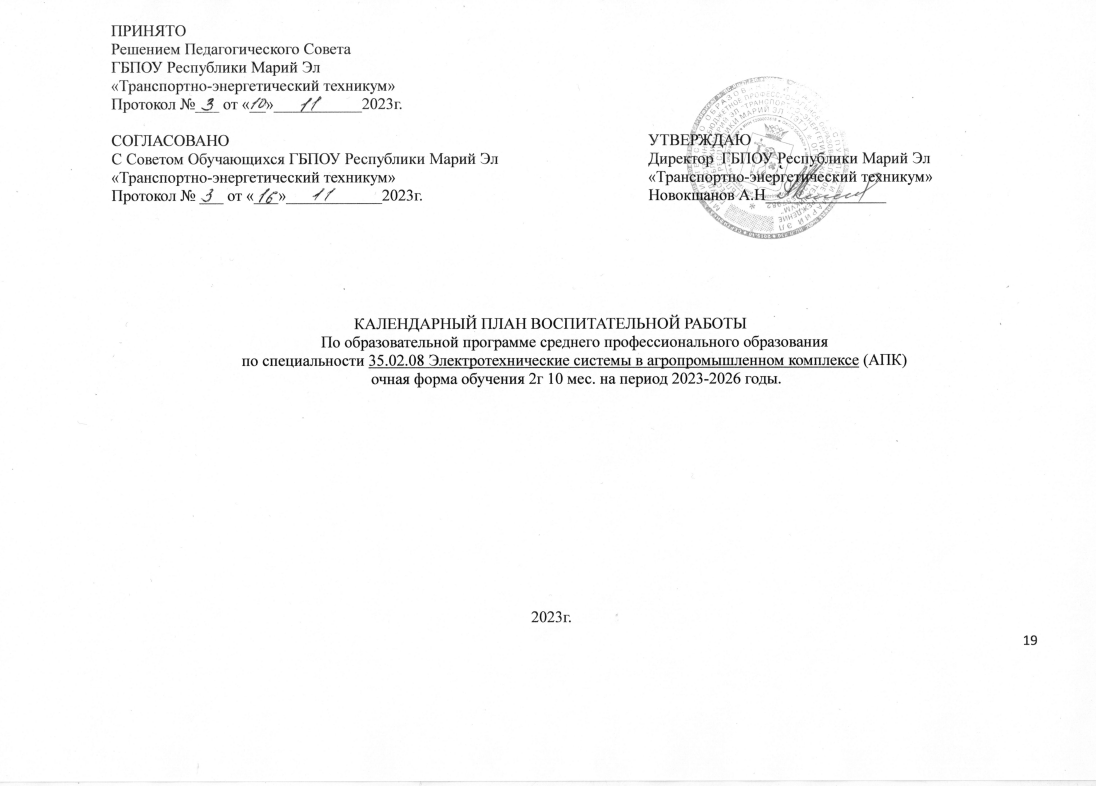 ПРИНЯТО
Решением Педагогического Совета
ГБПОУ Республики Марий Эл
«Транспортно-энергетический техникум»
Протокол № 3 от «10» 11 2023г.
СОГЛАСОВАНО
С Советом Обучающихся ГБПОУ Республики Марий Эл
«Транспортно-энергетический техникум»
Протокол № 3 от «16» 11 2023г.
УТВЕРЖДАЮ
Директор ГБПОУ Республики Марий Эл
«Транспортно-энергетический техникум»
Новокшанов А.Н
КАЛЕНДАРНЫЙ ПЛАН ВОСПИТАТЕЛЬНОЙ РАБОТЫ
По образовательной программе среднего профессионального образования
по специальности 35.02.08 Электротехнические системы в агропромышленном комплексе (АПК)
очная форма обучения 2г 10 мес. на период 2023-2026 годы.
2023г.
19